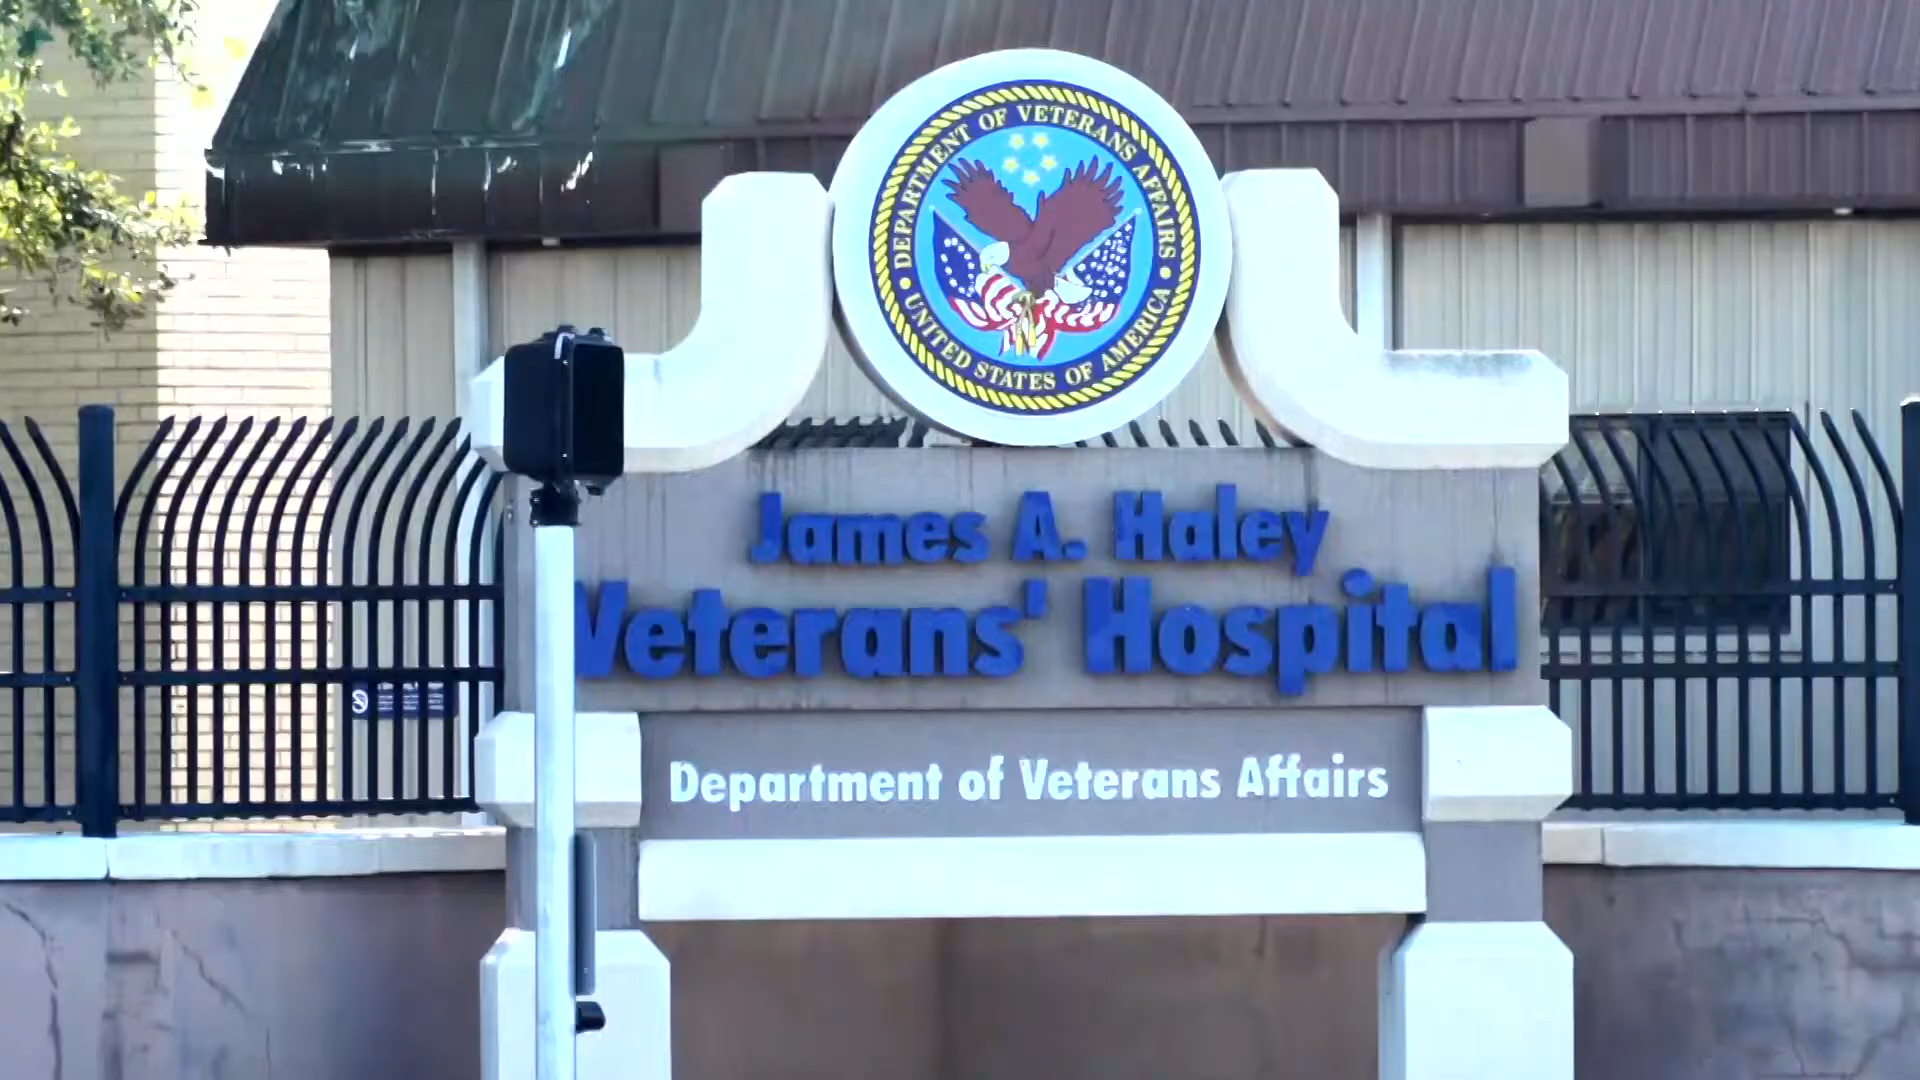 DEPARTMENT OF VETERANS AFFAIRS
UNITED STATES OF AMERICA
James A. Haley
Veterans' Hospital
Department of Veterans Affairs